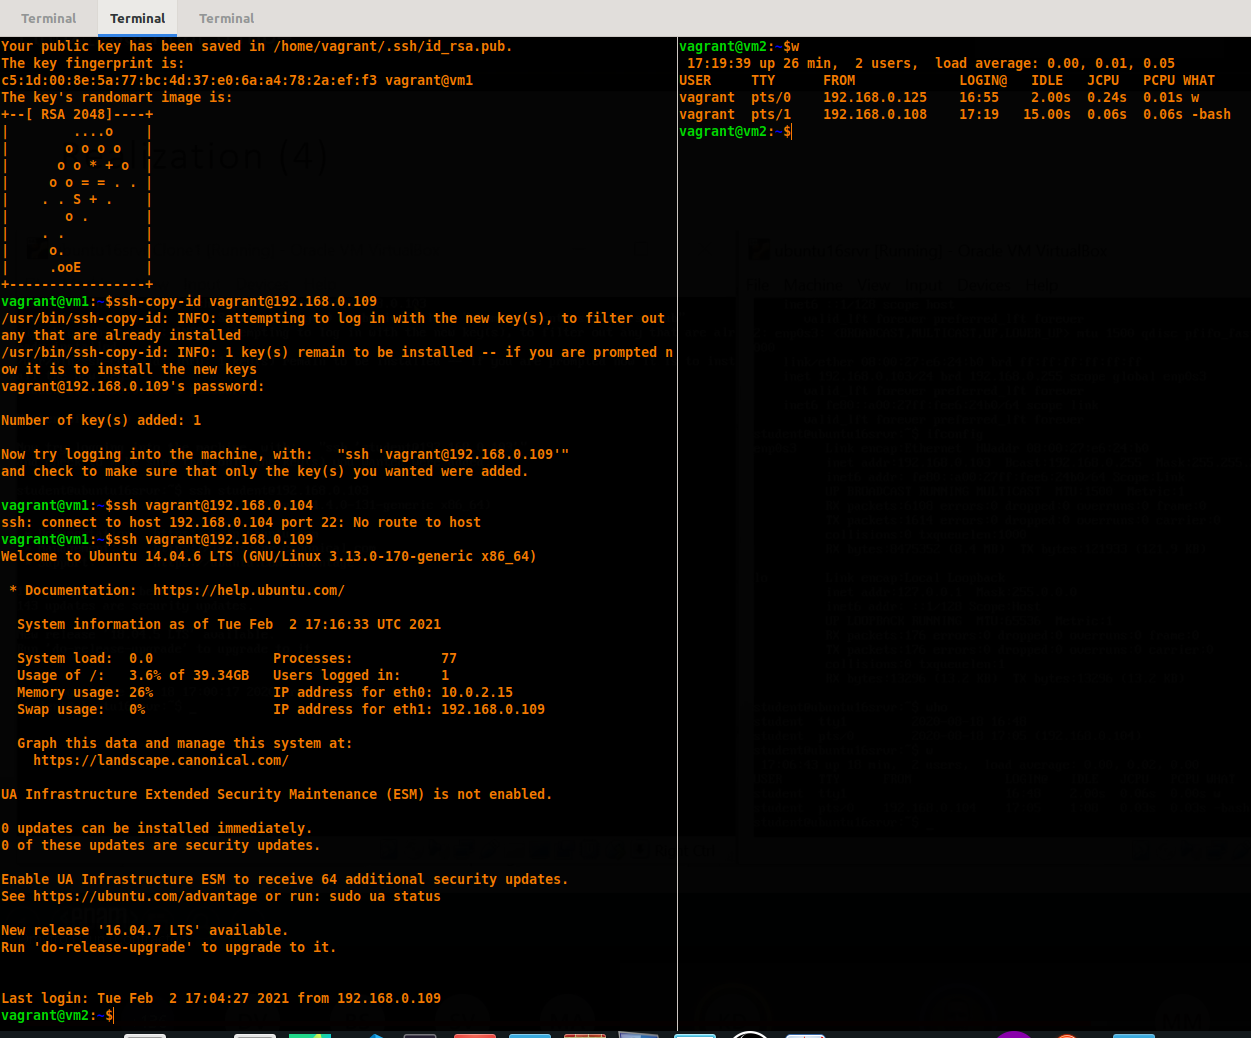 Terminal
Terminal
Terminal
Your public key has been saved in /home/vagrant/.ssh/id_rsa.pub.
The key fingerprint is:
c5:1d:00:8e:5a:77:bc:4d:37:e0:6a:a4:78:2a:ef:f3 vagrant@vm1
The key's randomart image is:
+--[ RSA 2048]----+
|        ....o    |
|       o o o o   |
|      o o * + o  |
|     o o = = . . |
|    . . S + .    |
|       o .       |
|    . .          |
|     o.          |
|     .ooE        |
+-----------------+
vagrant@vm1:~$ssh-copy-id vagrant@192.168.0.109
/usr/bin/ssh-copy-id: INFO: attempting to log in with the new key(s), to filter out
any that are already installed
/usr/bin/ssh-copy-id: INFO: 1 key(s) remain to be installed -- if you are prompted n
ow it is to install the new keys
vagrant@192.168.0.109's password:
Number of key(s) added: 1
Now try logging into the machine, with:   "ssh 'vagrant@192.168.0.109'"
and check to make sure that only the key(s) you wanted were added.
vagrant@vm1:~$ssh vagrant@192.168.0.104
ssh: connect to host 192.168.0.104 port 22: No route to host
vagrant@vm1:~$ssh vagrant@192.168.0.109
Welcome to Ubuntu 14.04.6 LTS (GNU/Linux 3.13.0-170-generic x86_64)
 * Documentation:  https://help.ubuntu.com/
  System information as of Tue Feb  2 17:16:33 UTC 2021
  System load:  0.0               Processes:           77
  Usage of /:   3.6% of 39.34GB   Users logged in:     1
  Memory usage: 26%               IP address for eth0: 10.0.2.15
  Swap usage:   0%                IP address for eth1: 192.168.0.109
  Graph this data and manage this system at:
    https://landscape.canonical.com/
UA Infrastructure Extended Security Maintenance (ESM) is not enabled.
0 updates can be installed immediately.
0 of these updates are security updates.
Enable UA Infrastructure ESM to receive 64 additional security updates.
See https://ubuntu.com/advantage or run: sudo ua status
New release '16.04.7 LTS' available.
Run 'do-release-upgrade' to upgrade to it.
Last login: Tue Feb  2 17:04:27 2021 from 192.168.0.109
vagrant@vm2:~$
vagrant@vm2:~$w
 17:19:39 up 26 min,  2 users,  load average: 0.00, 0.01, 0.05
USER     TTY      FROM             LOGIN@   IDLE   JCPU   PCPU WHAT
vagrant  pts/0    192.168.0.125    16:55    2.00s  0.24s  0.01s w
vagrant  pts/1    192.168.0.108    17:19   15.00s  0.06s  0.06s -bash
vagrant@vm2:~$